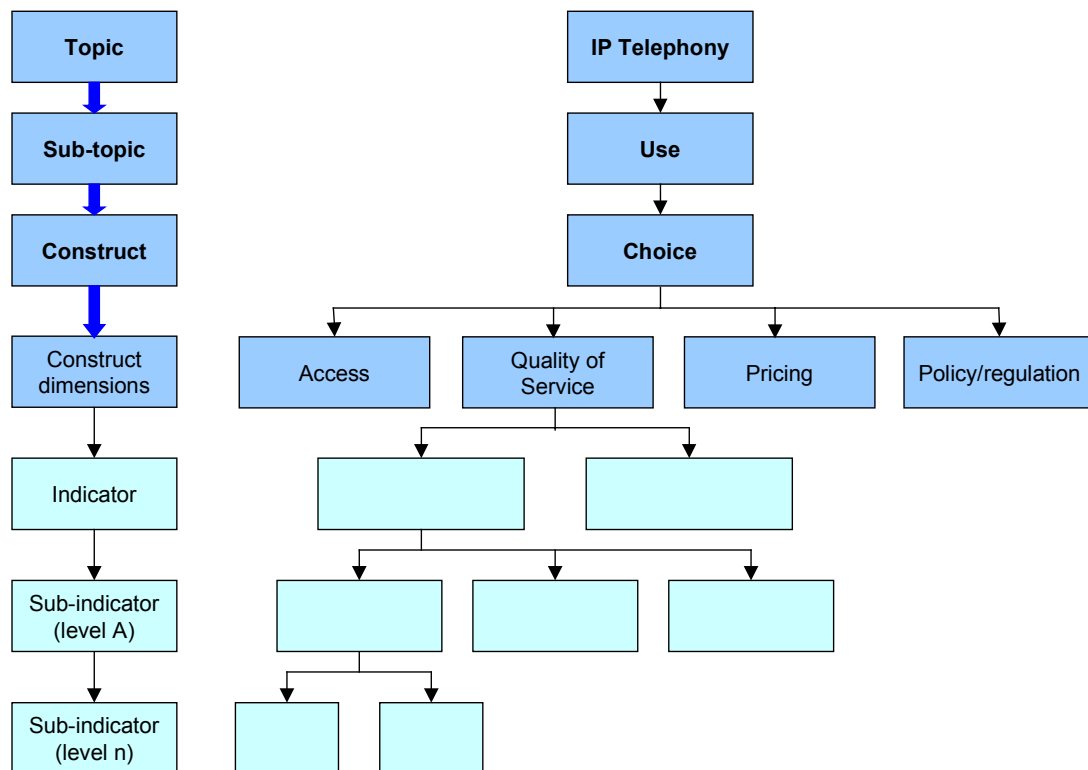 Topic
IP Telephony
Sub-topic
Use
Construct
Choice
Construct
dimensions
Access
Quality of
Service
Pricing
Policy/regulation
Indicator
Sub-indicator
(level A)
Sub-indicator
(level n)